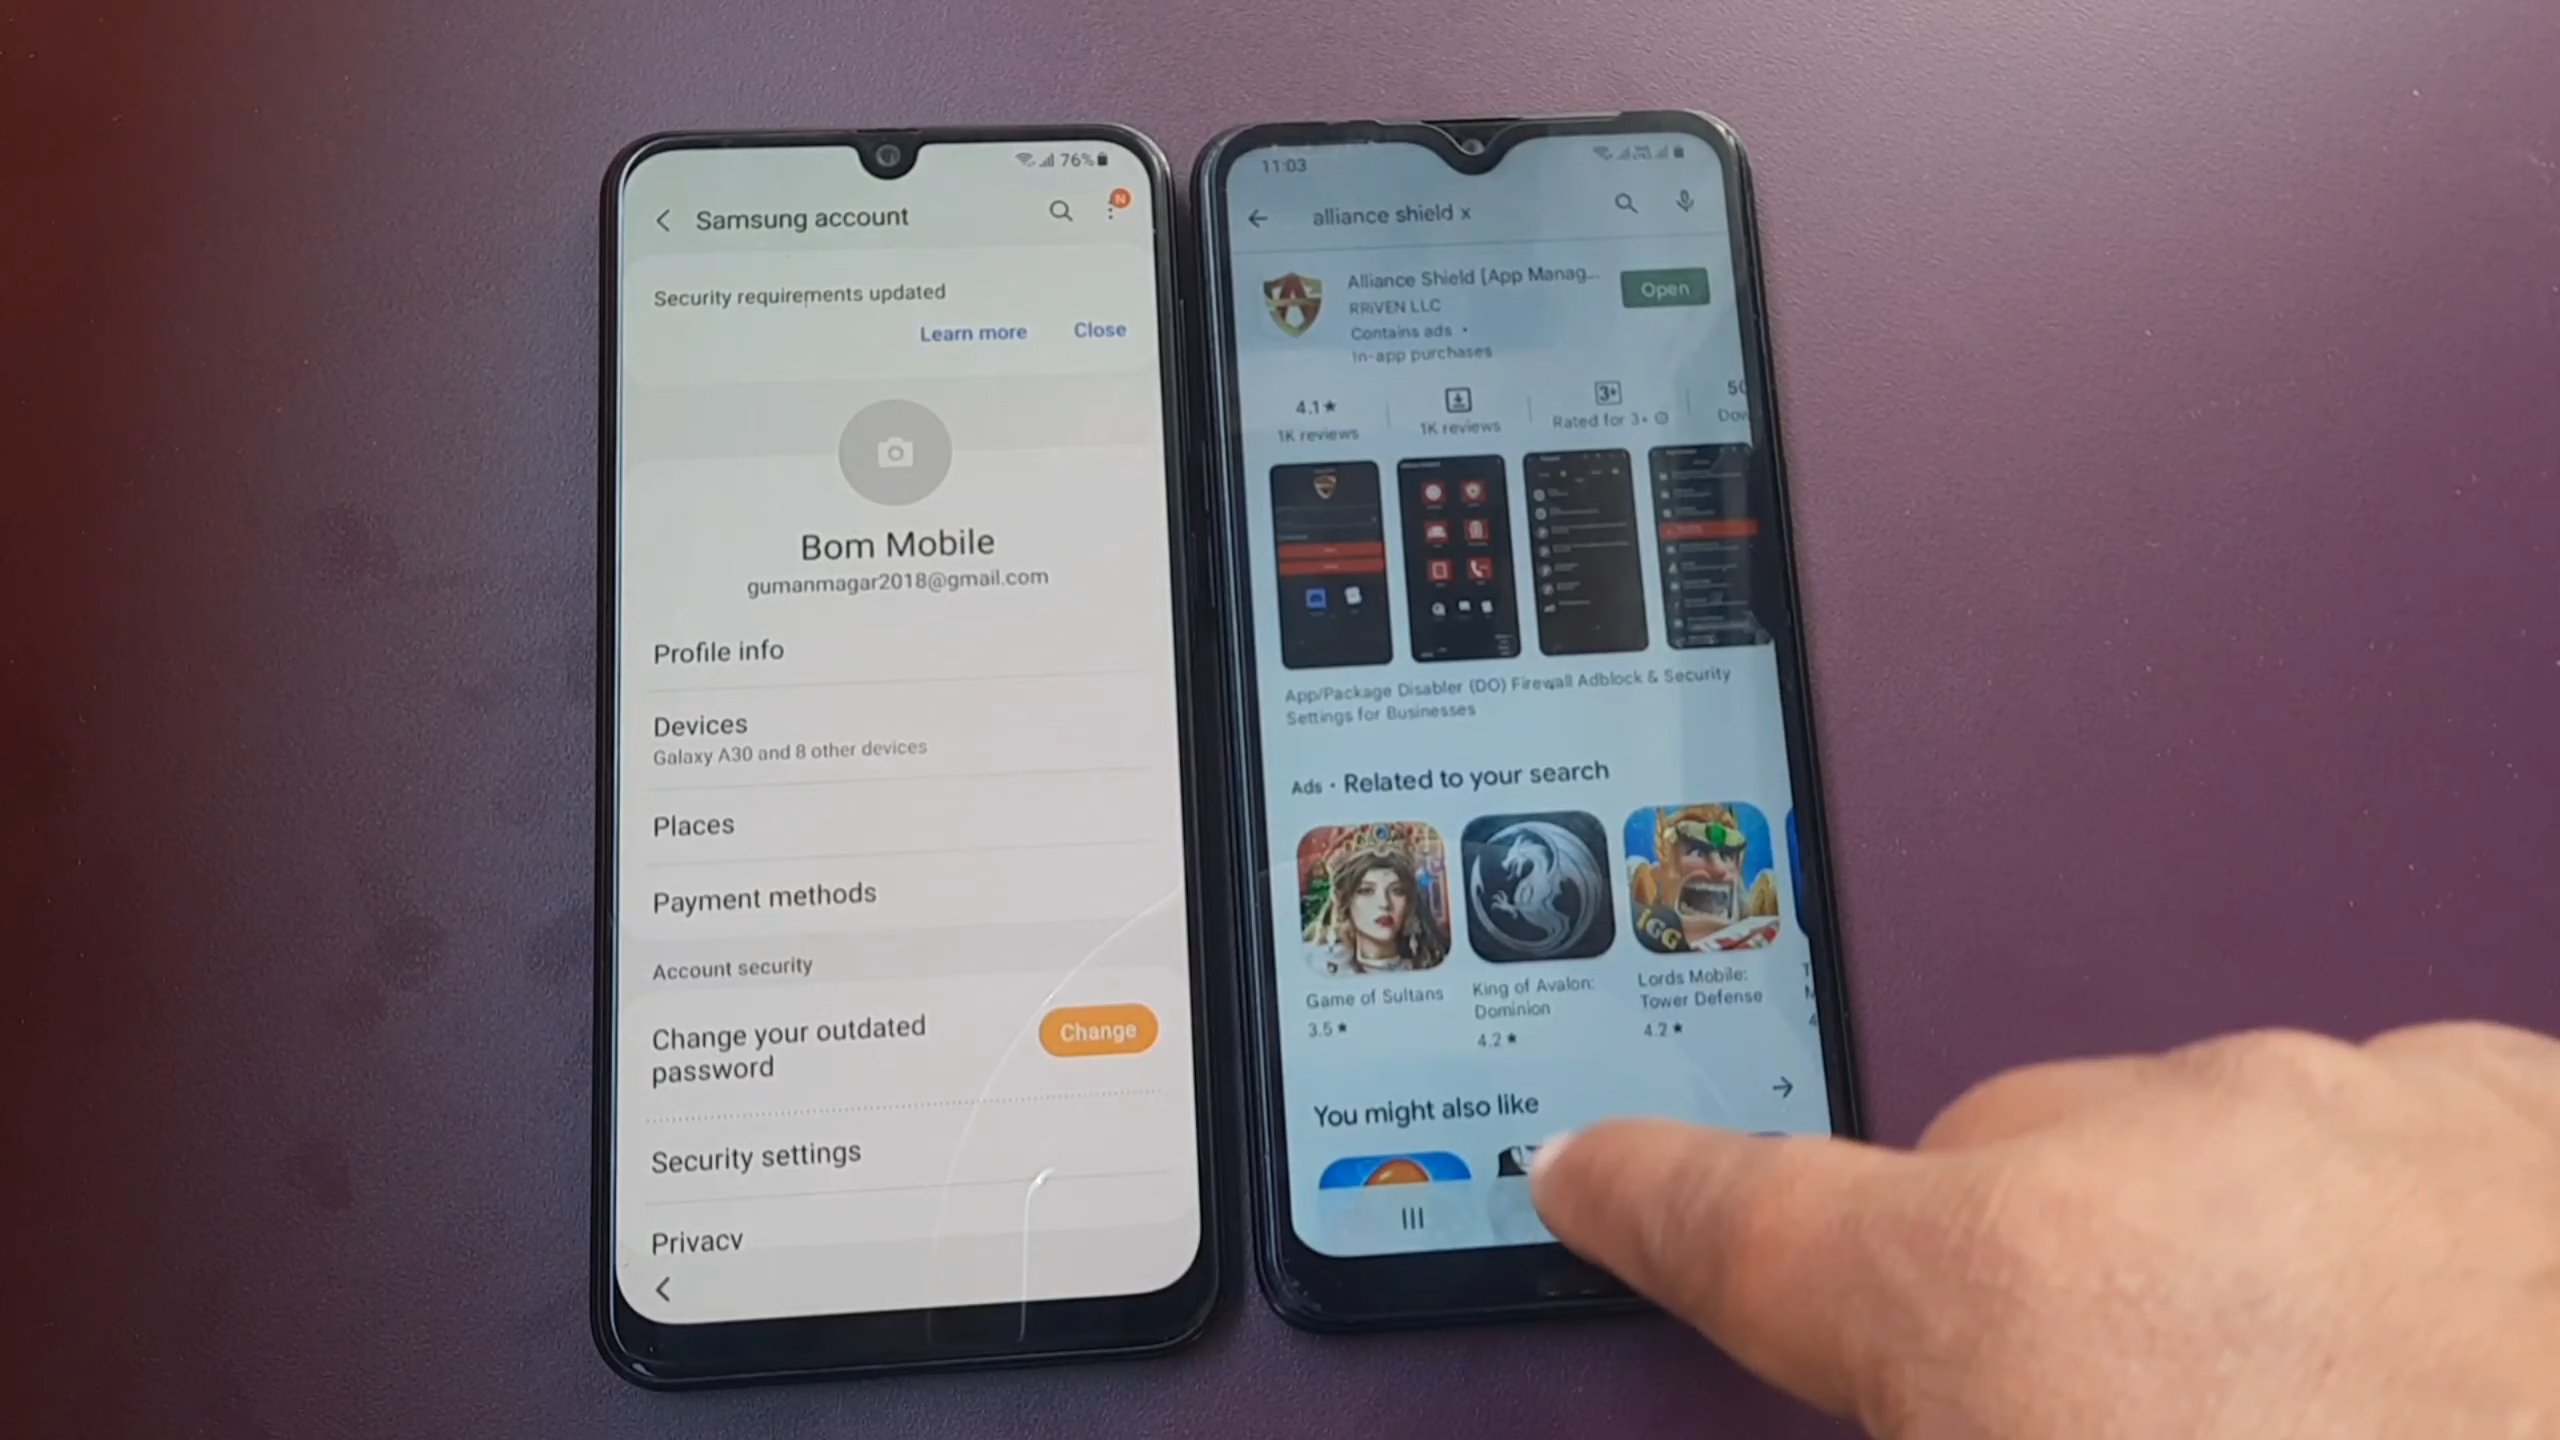 76%
Samsung account
N
Security requirements updated
Learn more Close
Bom Mobile
gumanmagar2018@gmail.com
Profile info
Devices
Galaxy A30 and 8 other devices
Places
Payment methods
Account security
Change your outdated
password
Change
Security settings
Privacy
11:03
alliance shield x
Alliance Shield [App Manag...
RRiVEN LLC
Contains ads •
In-app purchases
Open
4.1★
1K reviews
1K reviews
3+
Rated for 3+
App/Package Disabler (DO) Firewall Adblock & Security
Settings for Businesses
Ads • Related to your search
IGG
Game of Sultans
3.5★
King of Avalon:
Dominion
4.2★
Lords Mobile:
Tower Defense
4.2★
You might also like